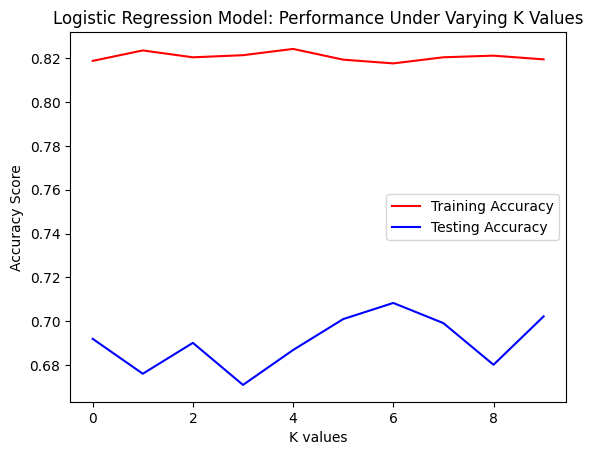 Logistic Regression Model: Performance Under Varying K Values
0.82
0.80
0.78
0.76
0.74
0.72
0.70
0.68
Accuracy Score
Training Accuracy
Testing Accuracy
0 2 4 6 8
K values